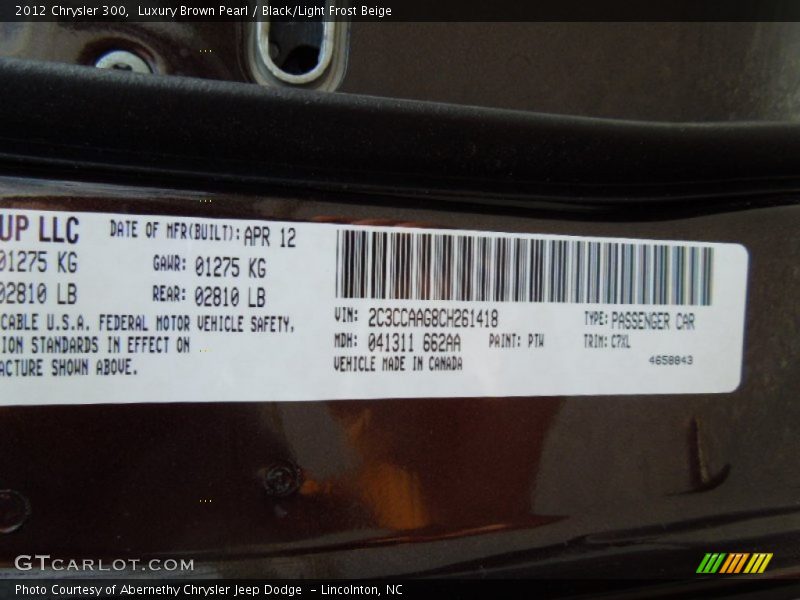 2012 Chrysler 300, Luxury Brown Pearl / Black/Light Frost Beige
UP LLC
DATE OF MFR(BUILT): APR 12
01275 KG
GAWR: 01275 KG
02810 LB
REAR: 02810 LB
CABLE U.S.A. FEDERAL MOTOR VEHICLE SAFETY,
ION STANDARDS IN EFFECT ON
ACTURE SHOWN ABOVE.
VIN: 2C3CCAAG8CH261418
TYPE: PASSENGER CAR
MDH: 041311 662AA
PAINT: PTW
TRIM: C7XL
VEHICLE MADE IN CANADA
4658843
GTCARLOT.COM
Photo Courtesy of Abernethy Chrysler Jeep Dodge - Lincolnton, NC